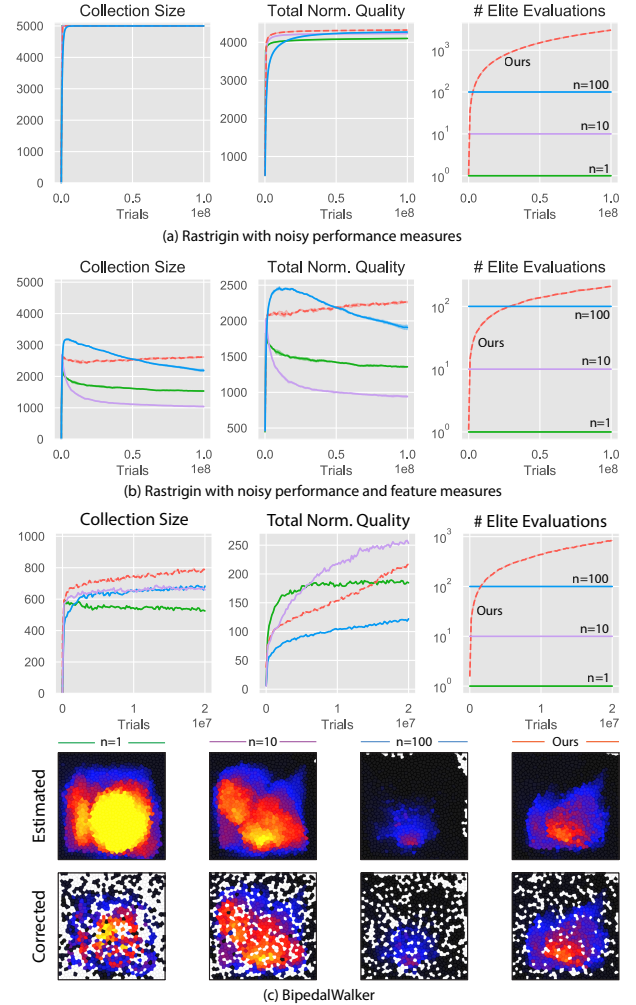 Collection Size
Total Norm. Quality
# Elite Evaluations
5000
4000
3000
2000
1000
0
0.0
0.5
1.0
Trials
1e8
4000
3000
2000
1000
0.0
0.5
1.0
Trials
1e8
10³
10²
10¹
10⁰
Ours
n=100
n=10
n=1
0.0
0.5
1.0
Trials
1e8
(a) Rastrigin with noisy performance measures
Collection Size
Total Norm. Quality
# Elite Evaluations
5000
4000
3000
2000
1000
0
0.0
0.5
1.0
Trials
1e8
2500
2000
1500
1000
500
0.0
0.5
1.0
Trials
1e8
10²
10¹
10⁰
n=100
Ours
n=10
n=1
0.0
0.5
1.0
Trials
1e8
(b) Rastrigin with noisy performance and feature measures
Collection Size
Total Norm. Quality
# Elite Evaluations
1000
800
600
400
200
0
0
1
2
Trials
1e7
250
200
150
100
50
0
0
1
2
Trials
1e7
10³
10²
10¹
10⁰
n=100
Ours
n=10
n=1
0
1
2
Trials
1e7
n=1
n=10
n=100
Ours
Estimated
Corrected
(c) BipedalWalker